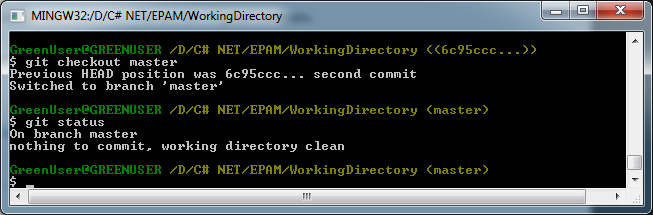 MINGW32:/D/C# NET/EPAM/WorkingDirectory
GreenUser@GREENUSER /D/C# NET/EPAM/WorkingDirectory ((6c95ccc...))
$ git checkout master
Previous HEAD position was 6c95ccc... second commit
Switched to branch 'master'
GreenUser@GREENUSER /D/C# NET/EPAM/WorkingDirectory (master)
$ git status
On branch master
nothing to commit, working directory clean
GreenUser@GREENUSER /D/C# NET/EPAM/WorkingDirectory (master)
$ _